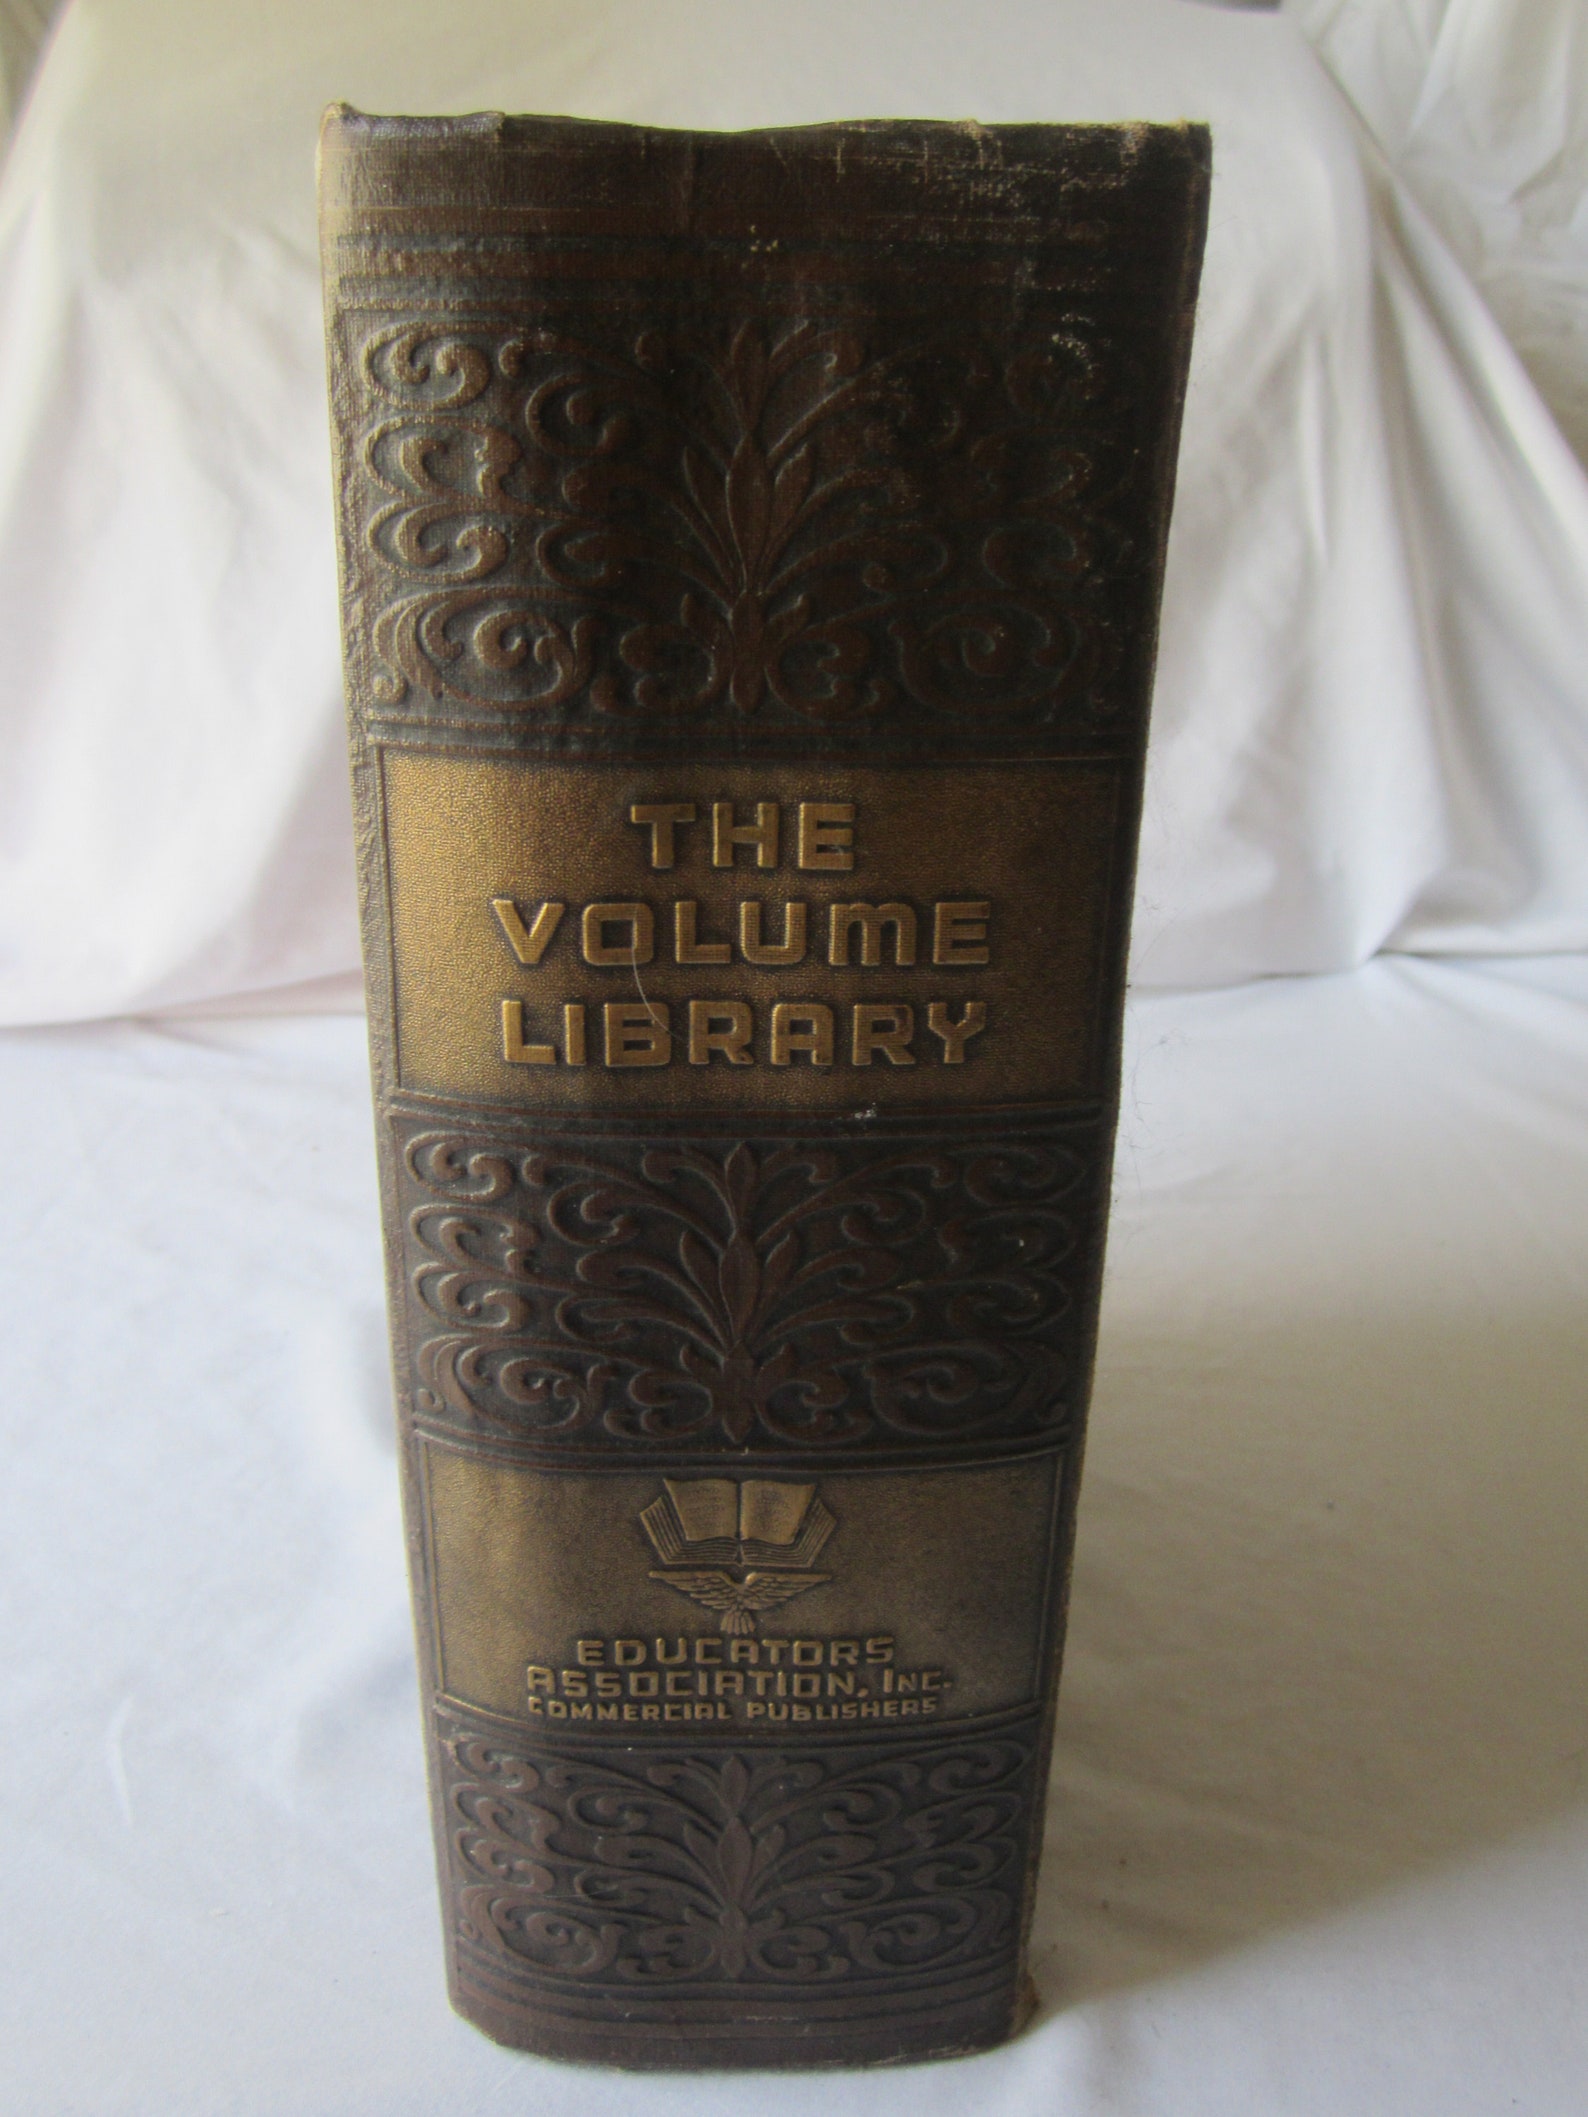 THE
VOLUME
LIBRARY
EDUCATORS
ASSOCIATION, INC.
COMMERCIAL PUBLISHERS